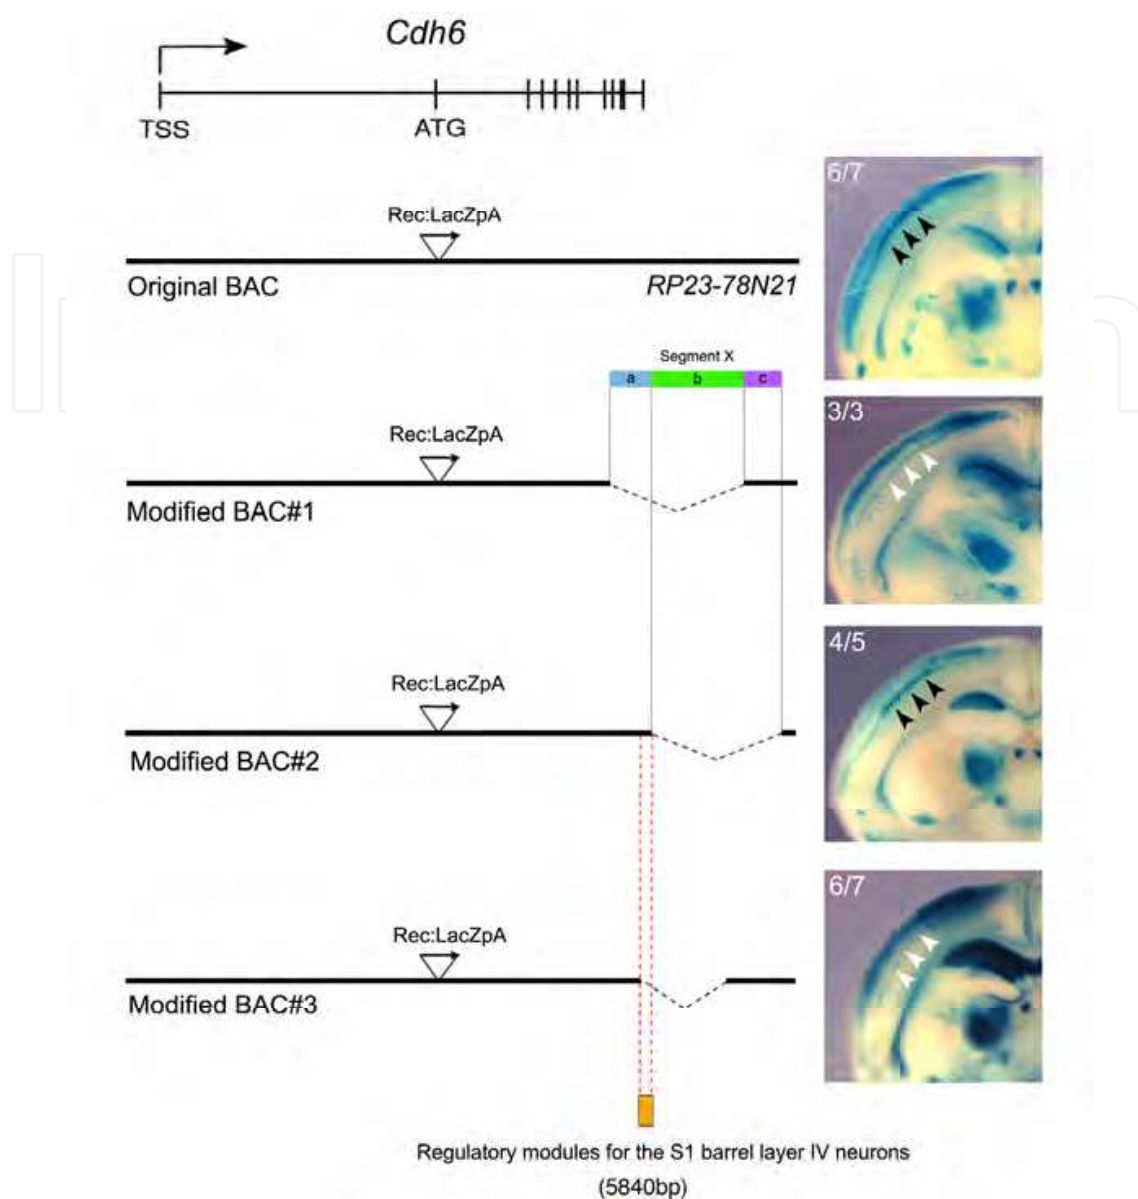 Cdh6
TSS
ATG
6/7
Rec:LacZpA
Original BAC
RP23-78N21
Segment X
a b c
3/3
Rec:LacZpA
Modified BAC#1
4/5
Rec:LacZpA
Modified BAC#2
6/7
Rec:LacZpA
Modified BAC#3
Regulatory modules for the S1 barrel layer IV neurons
(5840bp)